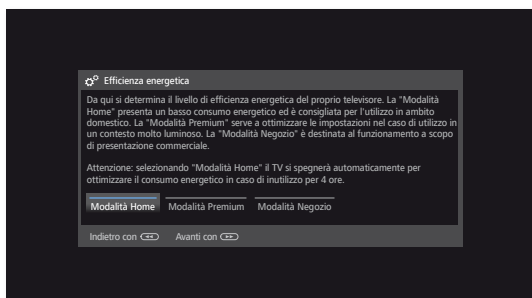 Efficienza energetica
Da qui si determina il livello di efficienza energetica del proprio televisore. La "Modalità
Home" presenta un basso consumo energetico ed è consigliata per l'utilizzo in ambito
domestico. La "Modalità Premium" serve a ottimizzare le impostazioni nel caso di utilizzo in
un contesto molto luminoso. La "Modalità Negozio" è destinata al funzionamento a scopo
di presentazione commerciale.
Attenzione: selezionando "Modalità Home" il TV si spegnerà automaticamente per
ottimizzare il consumo energetico in caso di inutilizzo per 4 ore.
Modalità Home Modalità Premium Modalità Negozio
Indietro con Avanti con